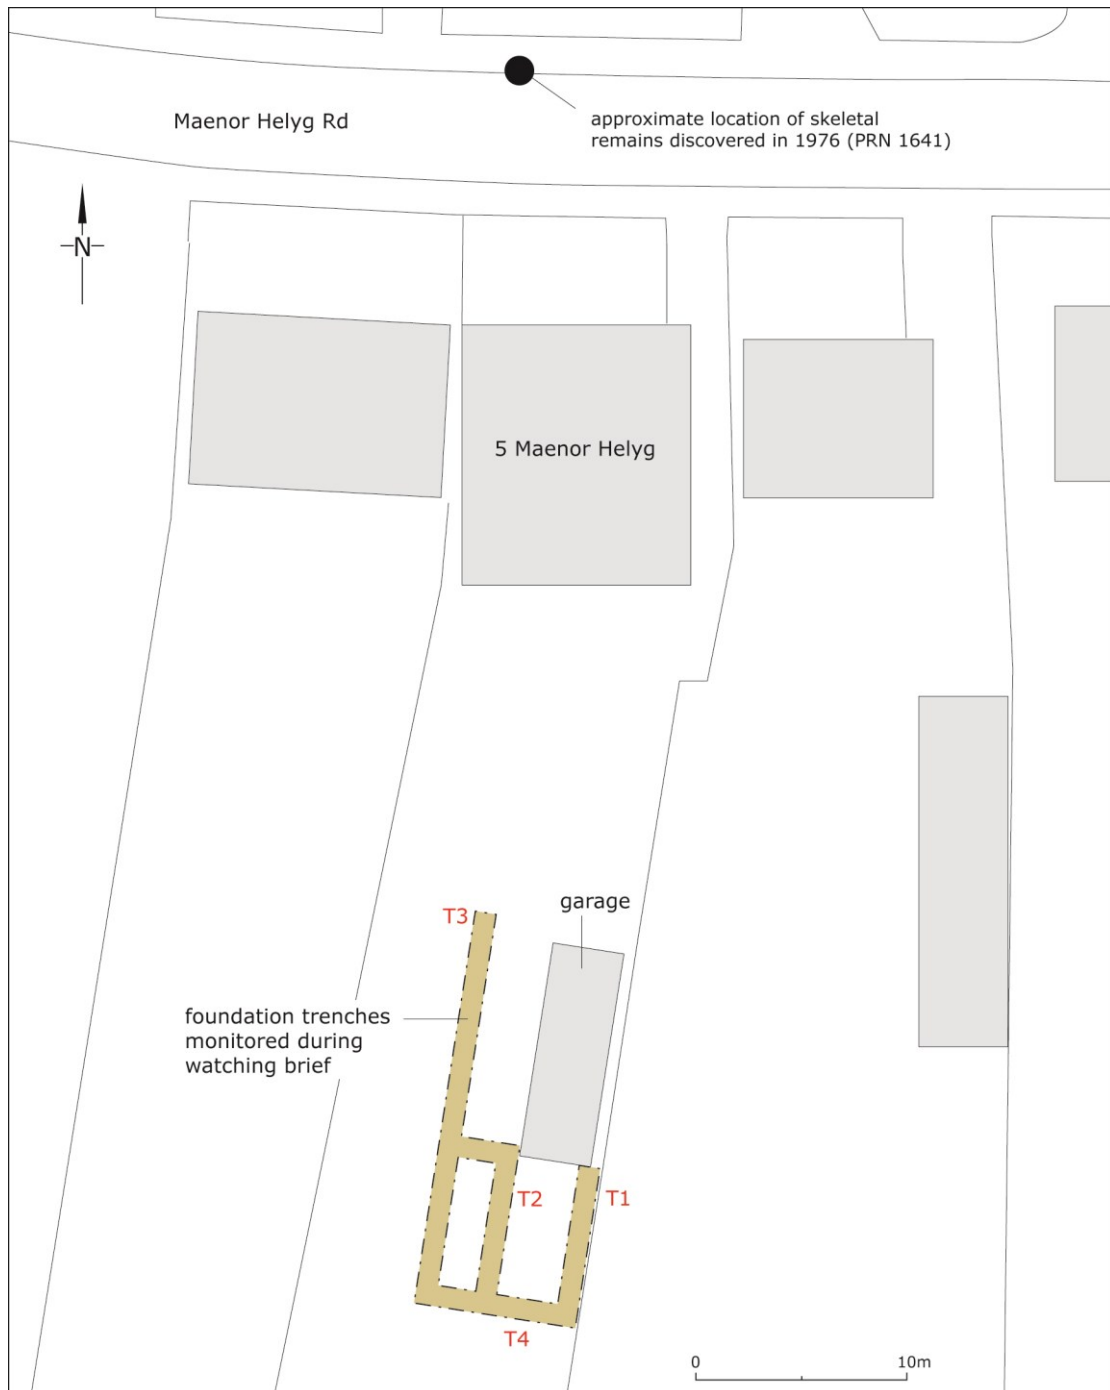 approximate location of skeletal
remains discovered in 1976 (PRN 1641)
Maenor Helyg Rd
N
5 Maenor Helyg
garage
T3
foundation trenches
monitored during
watching brief
T2
T1
T4
0 10m